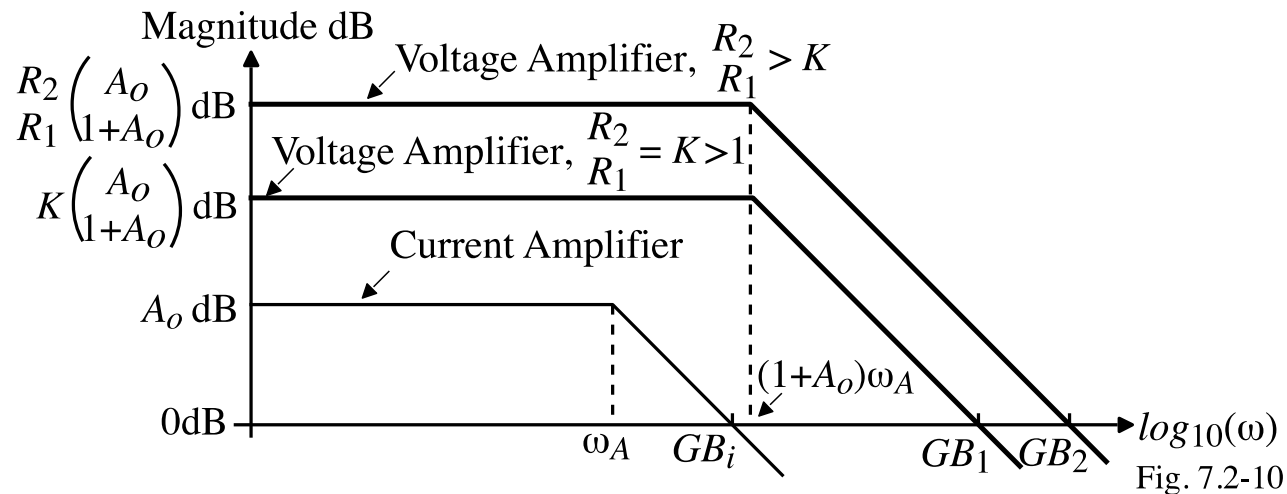 Magnitude dB
Voltage Amplifier, R2 R1 > K
R2 R1 (Ao 1+Ao) dB
Voltage Amplifier, R2 R1 = K >1
K (Ao 1+Ao) dB
Current Amplifier
Ao dB
(1+Ao)ωA
0dB
ωA
GBi
GB1
GB2
log10(ω)
Fig. 7.2-10